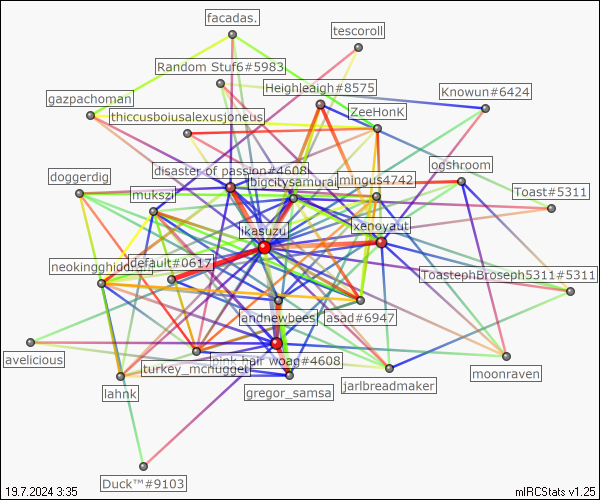 facadas.
tescoroll
Random Stuf6#5983
Heighleaigh#8575
Knowun#6424
gazpachoman
thiccusboiusalexusjoneus
ZeeHonK
ogshroom
disaster of passion#4608
doggerdig
bigcitysamurai
mingus4742
Toast#5311
mukszi
ikasuzu
xenoyaut
neokingghidorah
default#0617
ToastephBroseph5311#5311
andnewbees
asad#6947
avelicious
pink hair woag#4608
turkey_mcnugget
moonraven
jarlbreadmaker
lahnk
gregor_samsa
Duck™#9103
19.7.2024 3:35
mIRCStats v1.25